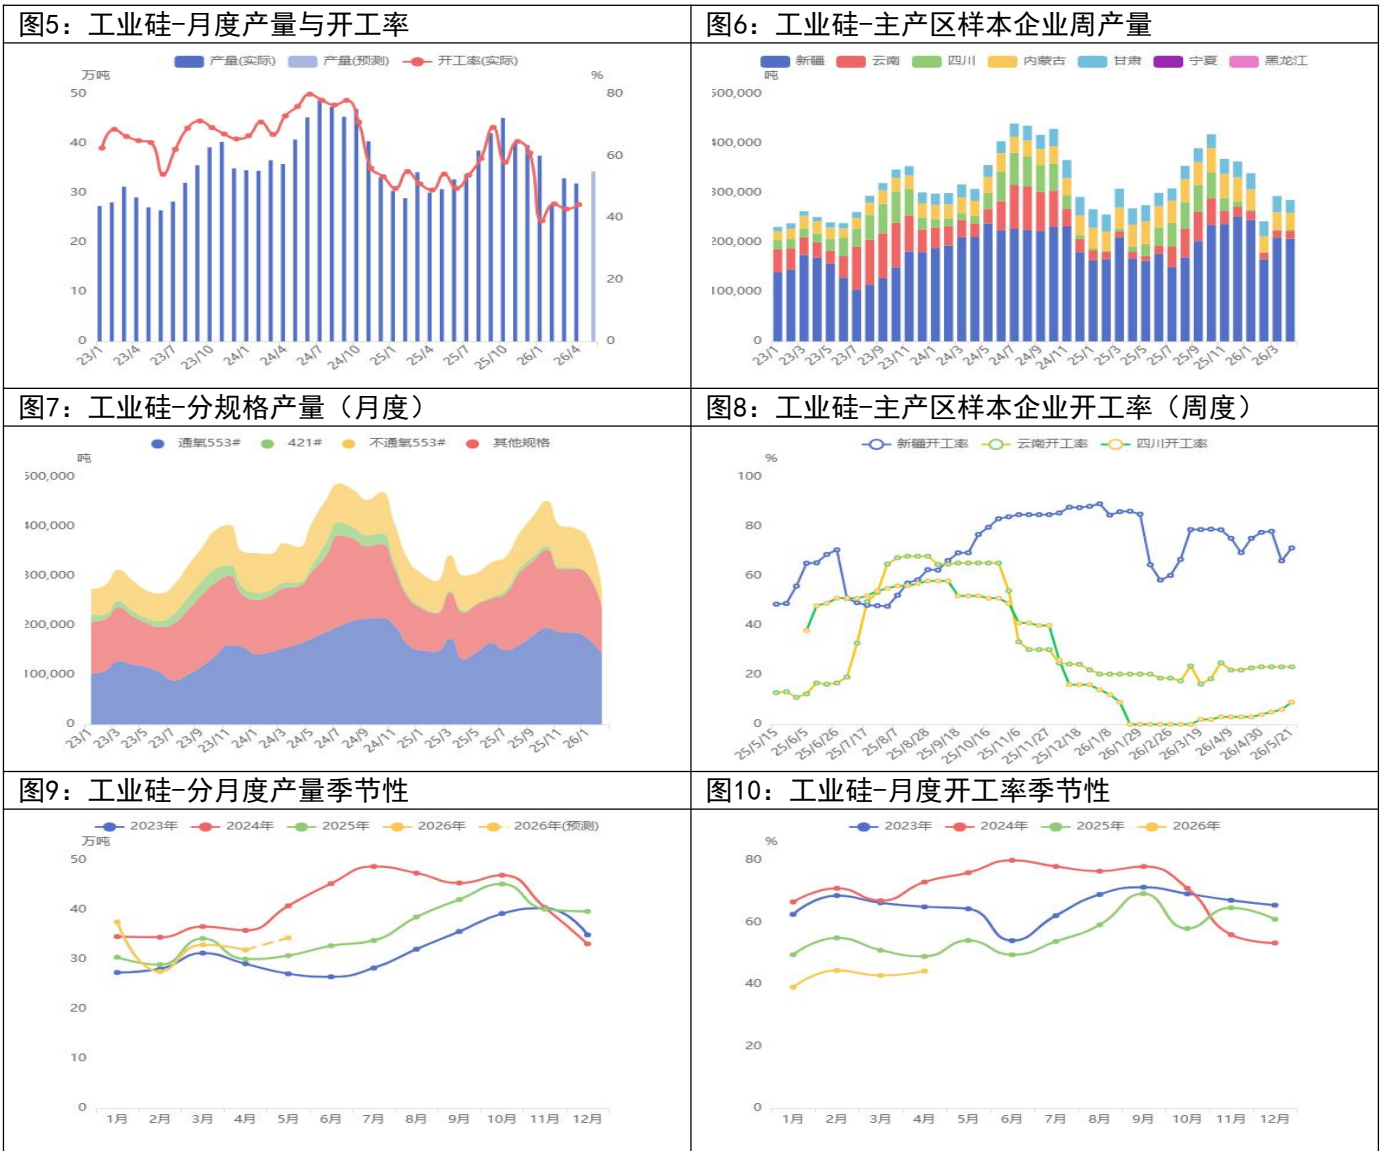 图5: 工业硅-月度产量与开工率
产量(实际) 产量(预测) 开工率(实际)
万吨 %
50 80
40
60
30
40
20
20
10
0 0
23/1 23/4 23/7 23/10 24/1 24/4 24/7 24/10 25/1 25/4 25/7 25/10 26/1 26/4
图6: 工业硅-主产区样本企业周产量
新疆 云南 四川 内蒙古 甘肃 宁夏 黑龙江
吨
500,000
400,000
300,000
200,000
100,000
0
23/1 23/3 23/5 23/7 23/9 23/11 24/1 24/3 24/5 24/7 24/9 24/11 25/1 25/3 25/5 25/7 25/9 25/11 26/1 26/3
图7: 工业硅-分规格产量（月度）
通氧553# 421# 不通氧553# 其他规格
吨
500,000
400,000
300,000
200,000
100,000
0
23/1 23/3 23/5 23/7 23/9 23/11 24/1 24/3 24/5 24/7 24/9 24/11 25/1 25/3 25/5 25/7 25/9 25/11 26/1
图8: 工业硅-主产区样本企业开工率（周度）
新疆开工率 云南开工率 四川开工率
%
100
80
60
40
20
0
25/5/15 25/6/5 25/6/26 25/7/17 25/8/7 25/8/28 25/9/18 25/10/16 25/11/6 25/11/27 25/12/18 26/1/8 26/1/29 26/2/26 26/3/19 26/4/9 26/4/30 26/5/21
图9: 工业硅-分月度产量季节性
2023年 2024年 2025年 2026年 2026年(预测)
万吨
50
40
30
20
10
0
1月 2月 3月 4月 5月 6月 7月 8月 9月 10月 11月 12月
图10: 工业硅-月度开工率季节性
2023年 2024年 2025年 2026年
%
80
60
40
20
0
1月 2月 3月 4月 5月 6月 7月 8月 9月 10月 11月 12月